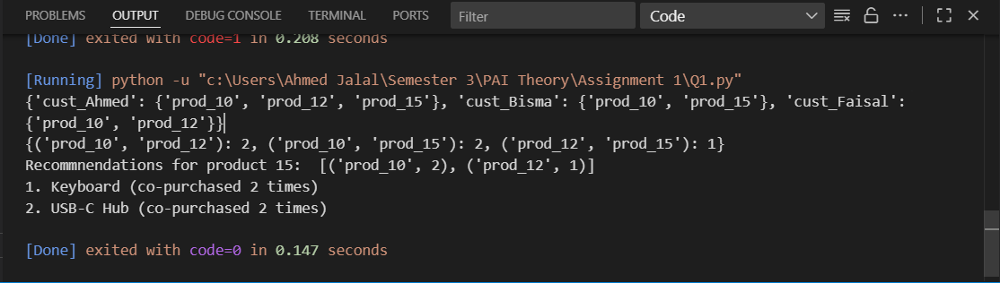 PROBLEMS OUTPUT DEBUG CONSOLE TERMINAL PORTS Filter Code
[Done] exited with code=1 in 0.208 seconds
[Running] python -u "c:\Users\Ahmed Jalal\Semester 3\PAI Theory\Assignment 1\Q1.py"
{'cust_Ahmed': {'prod_10', 'prod_12', 'prod_15'}, 'cust_Bisma': {'prod_10', 'prod_15'}, 'cust_Faisal':
{'prod_10', 'prod_12'}}
{('prod_10', 'prod_12'): 2, ('prod_10', 'prod_15'): 2, ('prod_12', 'prod_15'): 1}
Recommnendations for product 15:  [('prod_10', 2), ('prod_12', 1)]
1. Keyboard (co-purchased 2 times)
2. USB-C Hub (co-purchased 2 times)
[Done] exited with code=0 in 0.147 seconds